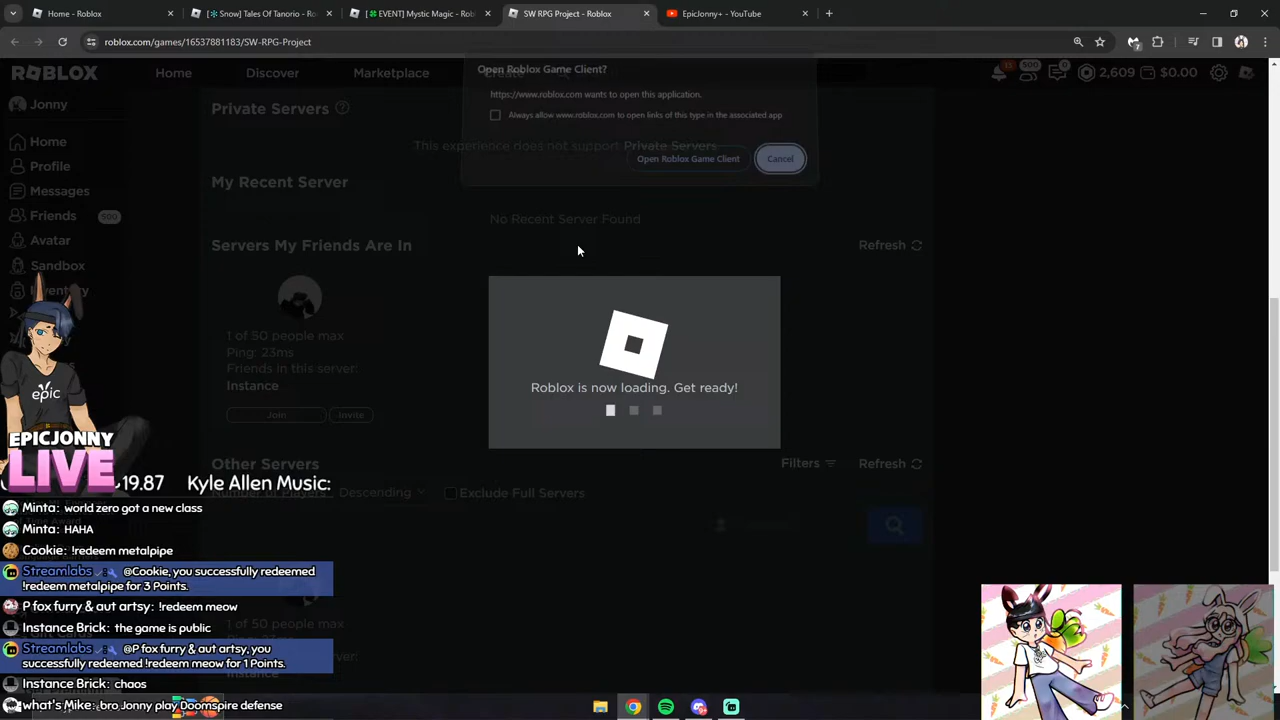 Home - Roblox
[❄Snow] Tales Of Tanorio - Ro
[🍀EVENT] Mystic Magic - Rob
SW RPG Project - Roblox
EpicJonny+ - YouTube
roblox.com/games/16537881183/SW-RPG-Project
7
ROBLOX
Home
Discover
Marketplace
15
500
0
2,609
$0.00
Open Roblox Game Client?
https://www.roblox.com wants to open this application.
Always allow www.roblox.com to open links of this type in the associated app
Open Roblox Game Client
Cancel
Jonny
Home
Profile
Messages
Friends
500
Avatar
Sandbox
Inventory
Private Servers
This experience does not support Private Servers
My Recent Server
No Recent Server Found
Servers My Friends Are In
Refresh
1 of 50 people max
Ping: 23ms
Friends in this server:
Instance
Join
Invite
Roblox is now loading. Get ready!
Other Servers
Filters
Refresh
Number of Players
Descending
Exclude Full Servers
1 of 50 people max
epic
EPICJONNY
LIVE
19.87
Kyle Allen Music:
Minta: world zero got a new class
Minta: HAHA
Cookie: !redeem metalpipe
Streamlabs @Cookie, you successfully redeemed
!redeem metalpipe for 3 Points.
P fox furry & aut artsy: !redeem meow
Instance Brick: the game is public
Streamlabs @P fox furry & aut artsy, you
successfully redeemed !redeem meow for 1 Points.
Instance Brick: chaos
what's Mike: bro Jonny play Doomspire defense